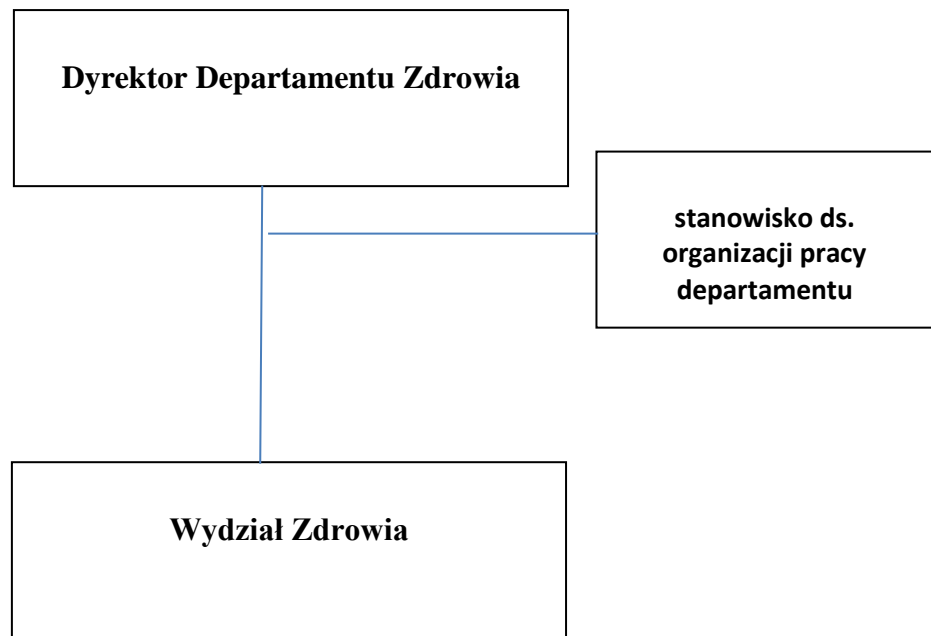 Dyrektor Departamentu Zdrowia
stanowisko ds.
organizacji pracy
departamentu
Wydział Zdrowia